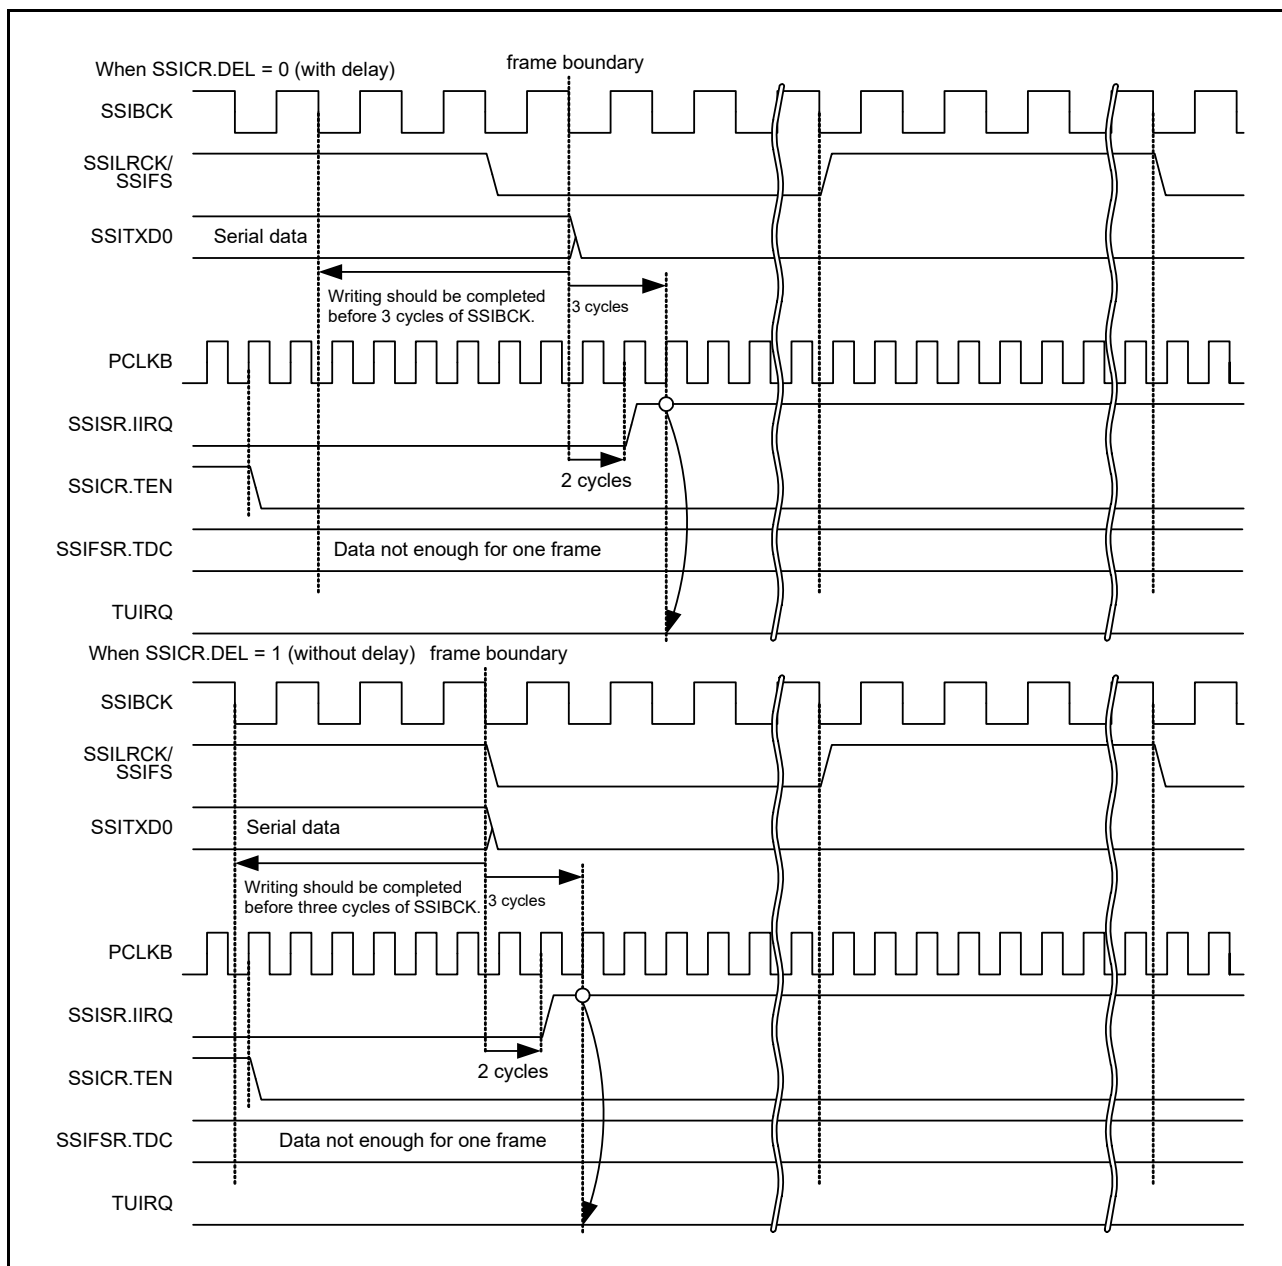 When SSICR.DEL = 0 (with delay)
frame boundary
SSIBCK
SSILRCK/
SSIFS
SSITXD0
Serial data
Writing should be completed
before 3 cycles of SSIBCK.
3 cycles
PCLKB
SSISR.IIRQ
2 cycles
SSICR.TEN
SSIFSR.TDC
Data not enough for one frame
TUIRQ
When SSICR.DEL = 1 (without delay)
frame boundary
SSIBCK
SSILRCK/
SSIFS
SSITXD0
Serial data
Writing should be completed
before three cycles of SSIBCK.
3 cycles
PCLKB
SSISR.IIRQ
2 cycles
SSICR.TEN
SSIFSR.TDC
Data not enough for one frame
TUIRQ